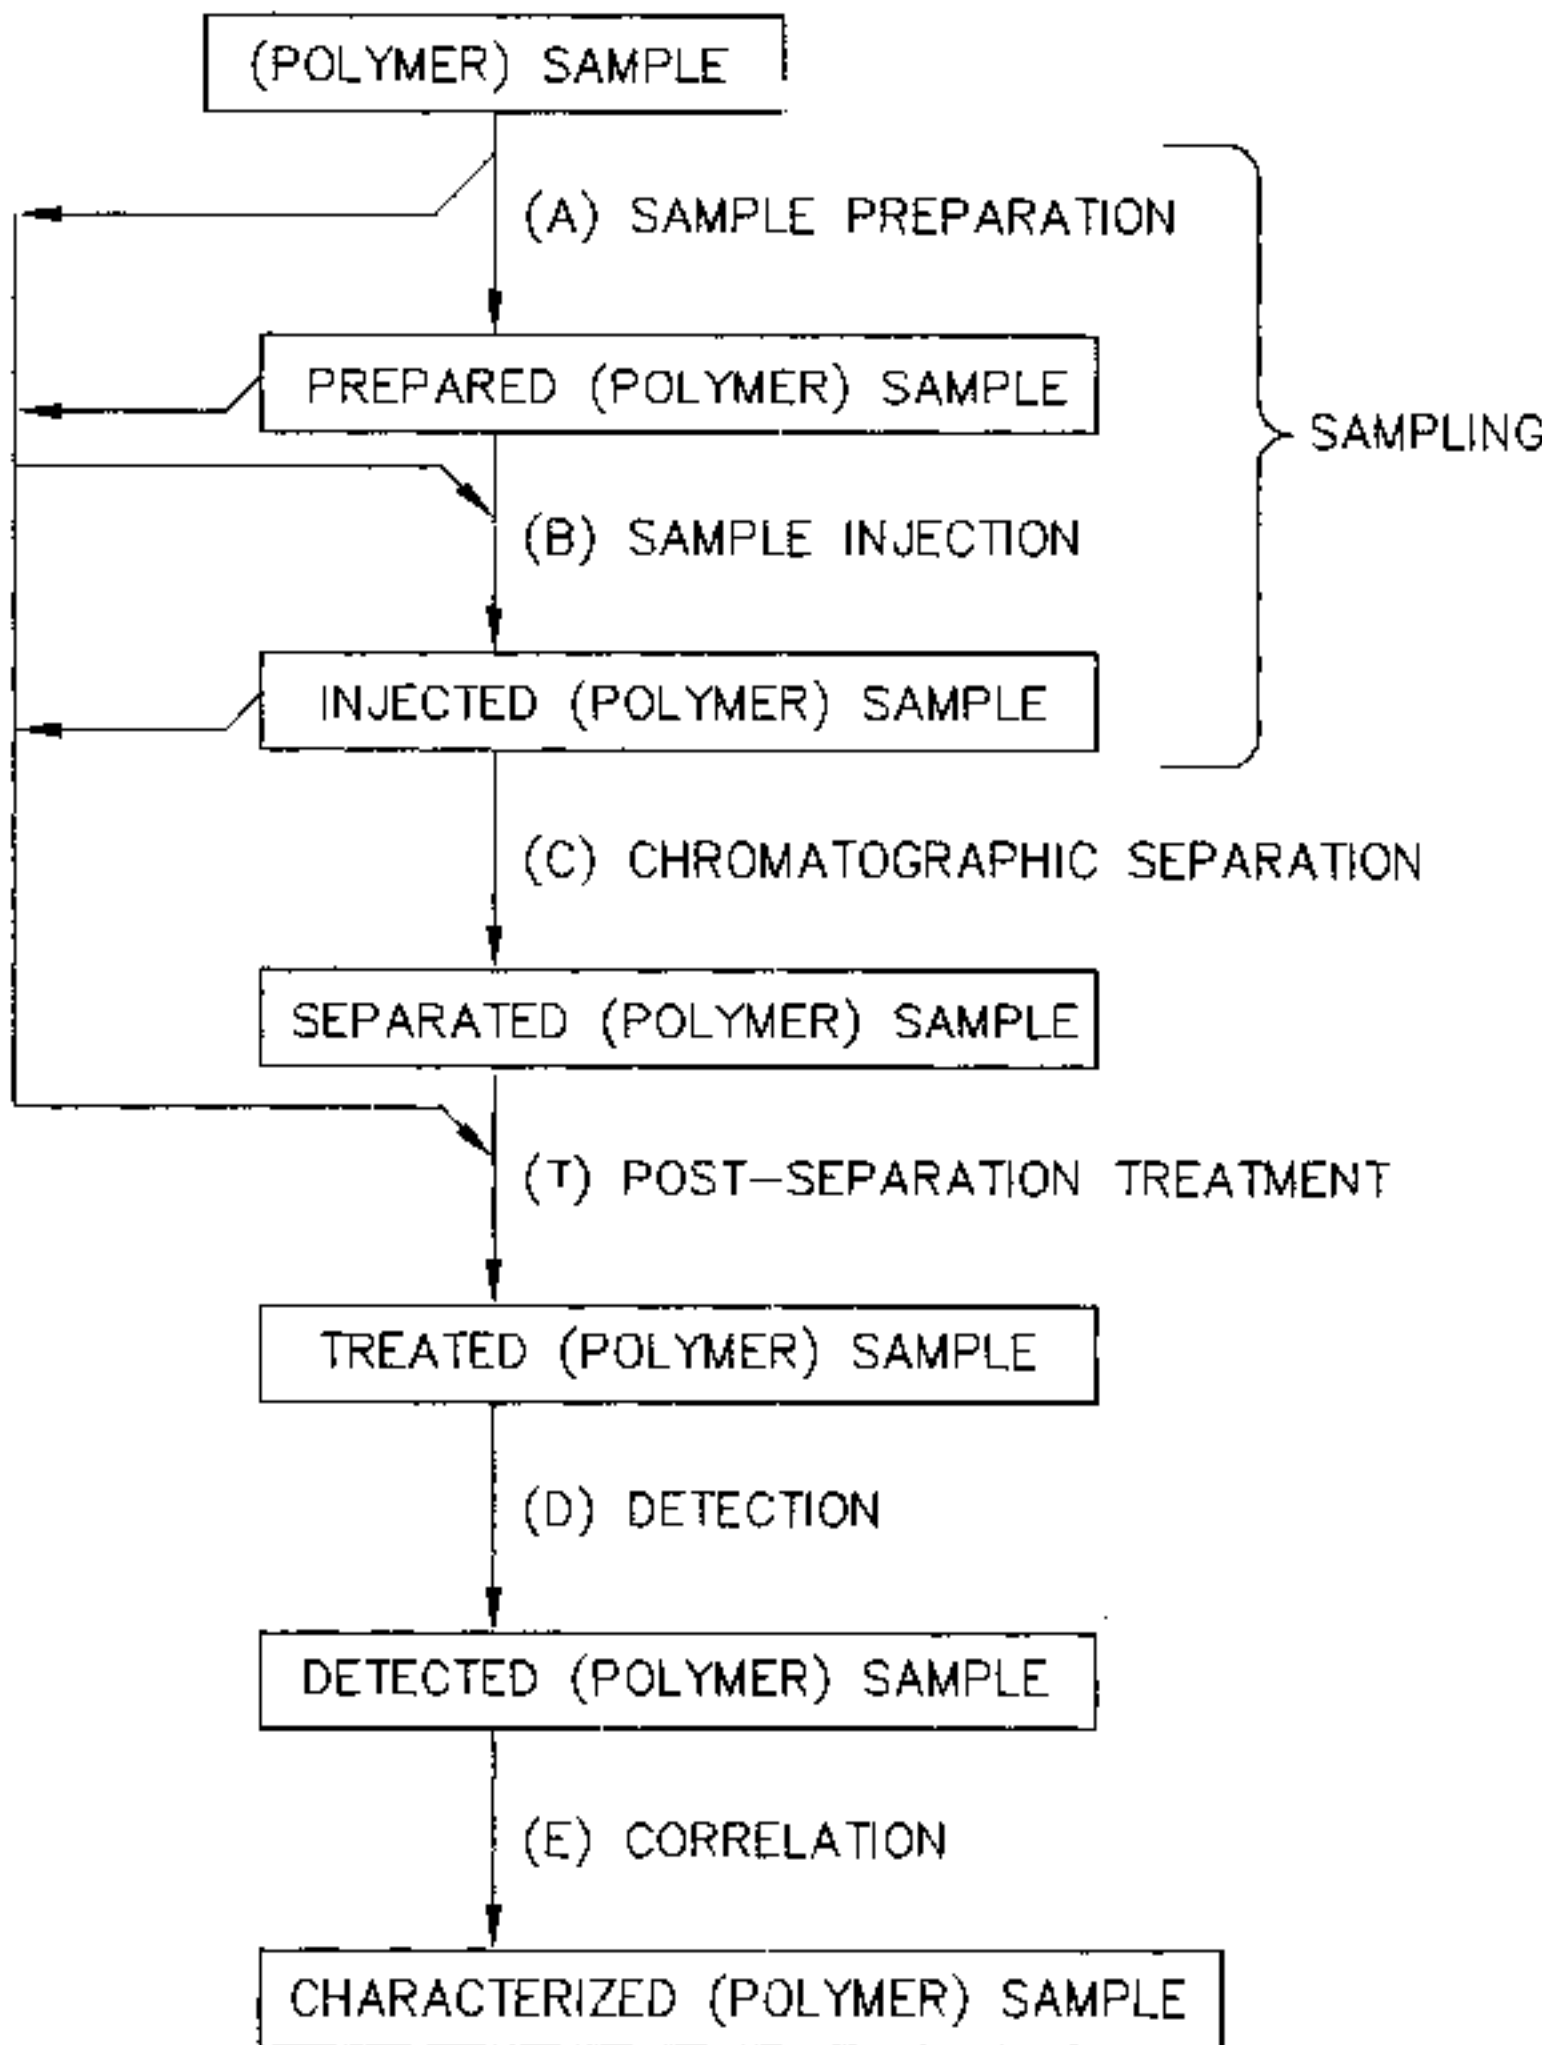 (POLYMER) SAMPLE
(A) SAMPLE PREPARATION
PREPARED (POLYMER) SAMPLE
SAMPLING
(B) SAMPLE INJECTION
INJECTED (POLYMER) SAMPLE
(C) CHROMATOGRAPHIC SEPARATION
SEPARATED (POLYMER) SAMPLE
(T) POST-SEPARATION TREATMENT
TREATED (POLYMER) SAMPLE
(D) DETECTION
DETECTED (POLYMER) SAMPLE
(E) CORRELATION
CHARACTERIZED (POLYMER) SAMPLE